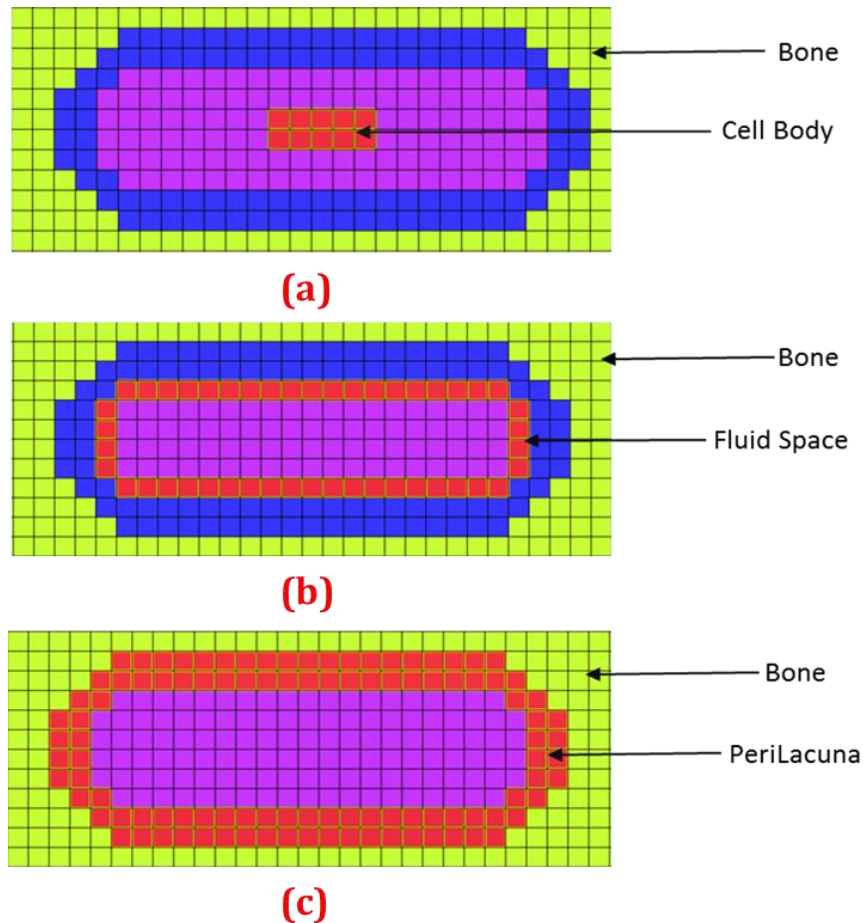 Bone
Cell Body
(a)
Bone
Fluid Space
(b)
Bone
PeriLacuna
(c)